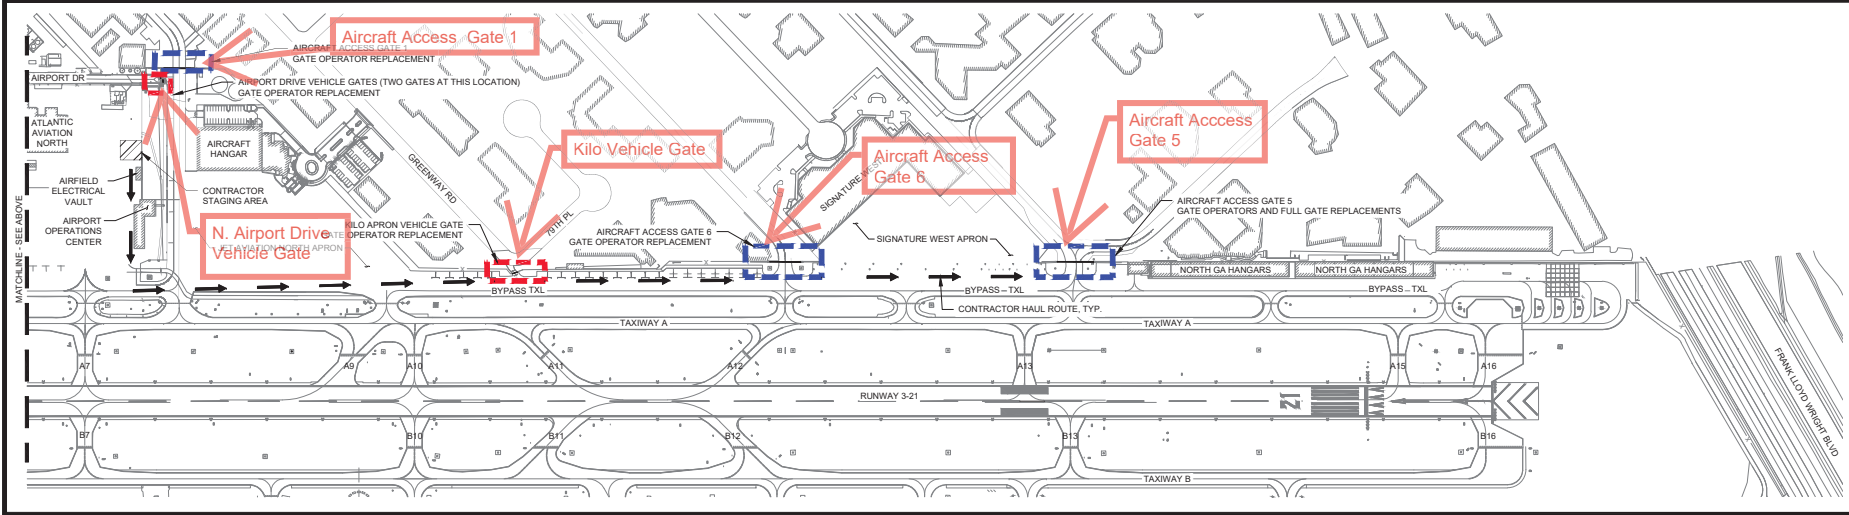 Aircraft Access Gate 1
AIRCRAFT ACCESS GATE 1
GATE OPERATOR REPLACEMENT
AIRPORT DR
AIRPORT DRIVE VEHICLE GATES (TWO GATES AT THIS LOCATION)
GATE OPERATOR REPLACEMENT
ATLANTIC
AVIATION
NORTH
AIRCRAFT
HANGAR
AIRFIELD
ELECTRICAL
VAULT
CONTRACTOR
STAGING AREA
AIRPORT
OPERATIONS
CENTER
MATCHLINE - SEE ABOVE
N. Airport Drive
Vehicle Gate
JET AVIATION NORTH APRON
GREENWAY RD
Kilo Vehicle Gate
KILO APRON VEHICLE GATE
GATE OPERATOR REPLACEMENT
79TH PL
AIRCRAFT ACCESS GATE 6
GATE OPERATOR REPLACEMENT
Aircraft Access
Gate 6
SIGNATURE WEST
SIGNATURE WEST APRON
Aircraft Acccess
Gate 5
AIRCRAFT ACCESS GATE 5
GATE OPERATORS AND FULL GATE REPLACEMENTS
NORTH GA HANGARS
NORTH GA HANGARS
BYPASS TXL
BYPASS - TXL
BYPASS - TXL
CONTRACTOR HAUL ROUTE, TYP.
TAXIWAY A
TAXIWAY A
A7
A9
A10
A11
A12
A13
A15
A16
RUNWAY 3-21
21
B7
B10
B11
B12
B13
B16
TAXIWAY B
FRANK LLOYD WRIGHT BLVD